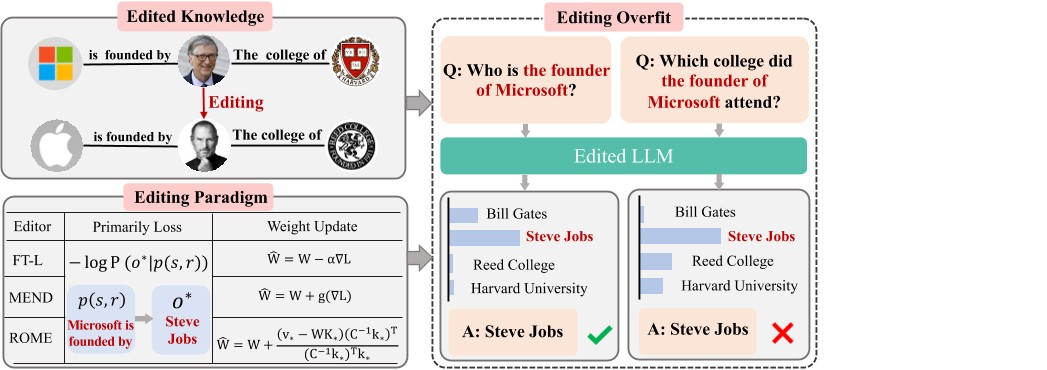 Edited Knowledge
is founded by
The college of
HARVARD
Editing
is founded by
The college of
REED COLLEGE
Editing Paradigm
Editor
Primarily Loss
Weight Update
FT-L
− log P (o*|p(s,r))
Ŵ = W − α∇L
MEND
p(s,r)
o*
Ŵ = W + g(∇L)
ROME
Microsoft is
founded by
Steve
Jobs
Ŵ = W + (v* − WK*)(C⁻¹k*)ᵀ / (C⁻¹k*)ᵀk*
Editing Overfit
Q: Who is the founder
of Microsoft?
Q: Which college did
the founder of
Microsoft attend?
Edited LLM
Bill Gates
Steve Jobs
Reed College
Harvard University
A: Steve Jobs
Bill Gates
Steve Jobs
Reed College
Harvard University
A: Steve Jobs